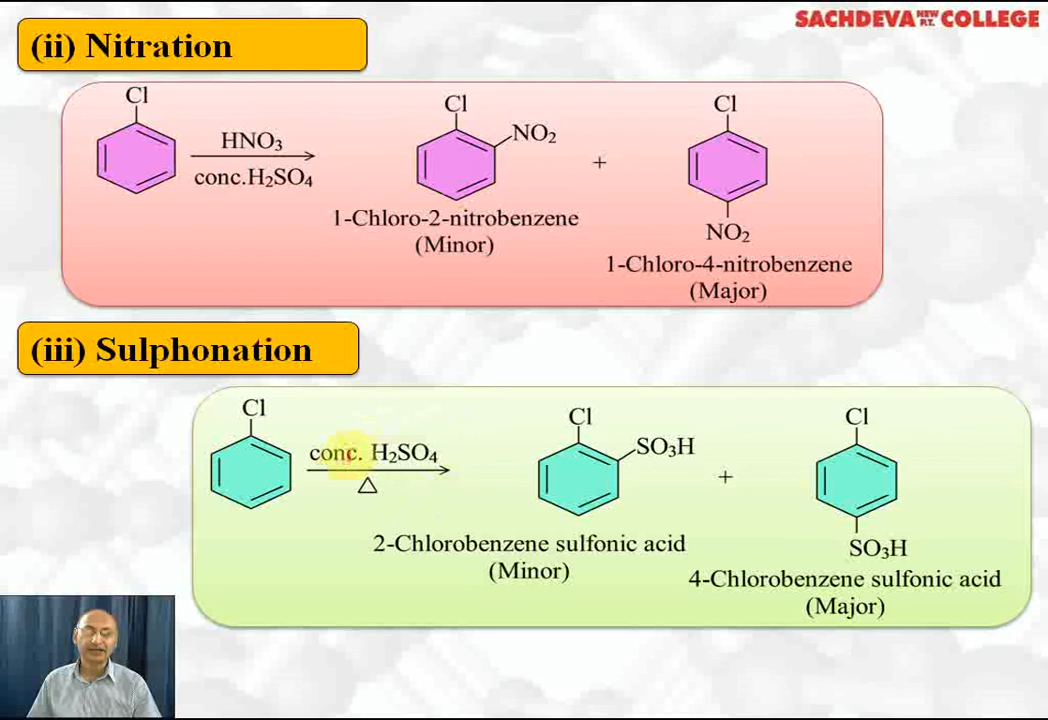 SACHDEVA NEW P.T. COLLEGE
(ii) Nitration
Cl
HNO3
conc.H2SO4
Cl
NO2
1-Chloro-2-nitrobenzene
(Minor)
+
Cl
NO2
1-Chloro-4-nitrobenzene
(Major)
(iii) Sulphonation
Cl
conc. H2SO4
△
Cl
SO3H
2-Chlorobenzene sulfonic acid
(Minor)
+
Cl
SO3H
4-Chlorobenzene sulfonic acid
(Major)